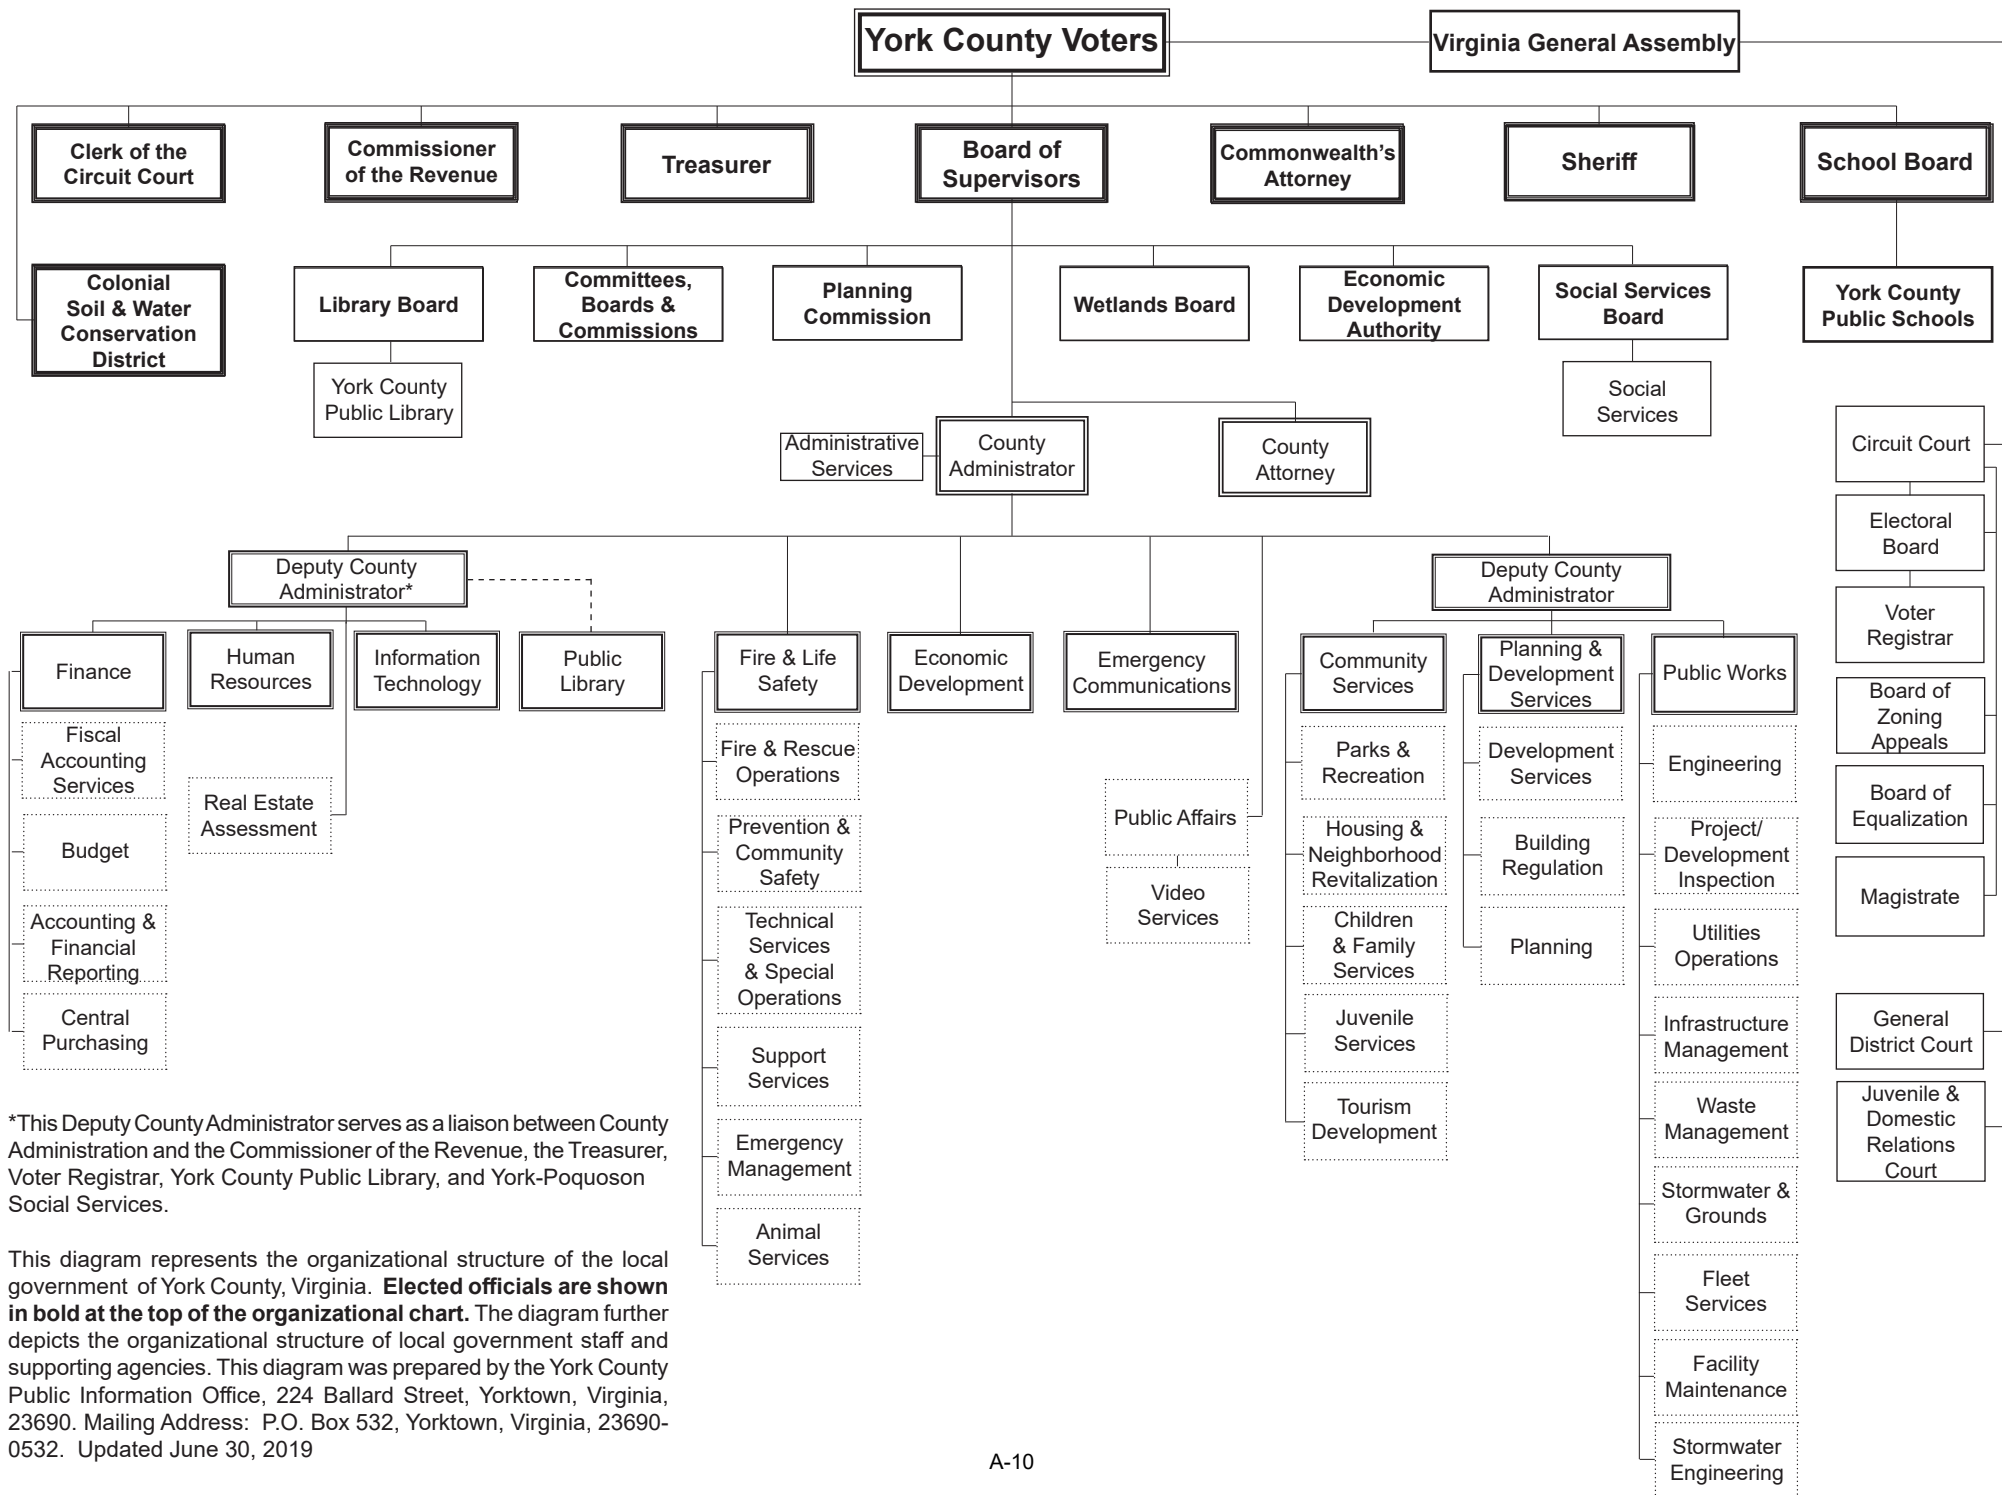 York County Voters
Virginia General Assembly
Clerk of the
Circuit Court
Commissioner
of the Revenue
Treasurer
Board of
Supervisors
Commonwealth’s
Attorney
Sheriff
School Board
Colonial
Soil & Water
Conservation
District
Library Board
Committees,
Boards &
Commissions
Planning
Commission
Wetlands Board
Economic
Development
Authority
Social Services
Board
York County
Public Schools
York County
Public Library
Social
Services
Administrative
Services
County
Administrator
County
Attorney
Circuit Court
Electoral
Board
Voter
Registrar
Board of
Zoning
Appeals
Board of
Equalization
Magistrate
General
District Court
Juvenile &
Domestic
Relations
Court
Deputy County
Administrator*
Finance
Human
Resources
Information
Technology
Public
Library
Fiscal
Accounting
Services
Budget
Accounting &
Financial
Reporting
Central
Purchasing
Real Estate
Assessment
Fire & Life
Safety
Fire & Rescue
Operations
Prevention &
Community
Safety
Technical
Services
& Special
Operations
Support
Services
Emergency
Management
Animal
Services
Economic
Development
Emergency
Communications
Public Affairs
Video
Services
Deputy County
Administrator
Community
Services
Parks &
Recreation
Housing &
Neighborhood
Revitalization
Children
& Family
Services
Juvenile
Services
Tourism
Development
Planning &
Development
Services
Development
Services
Building
Regulation
Planning
Public Works
Engineering
Project/
Development
Inspection
Utilities
Operations
Infrastructure
Management
Waste
Management
Stormwater &
Grounds
Fleet
Services
Facility
Maintenance
Stormwater
Engineering
*This Deputy County Administrator serves as a liaison between County
Administration and the Commissioner of the Revenue, the Treasurer,
Voter Registrar, York County Public Library, and York-Poquoson
Social Services.
This diagram represents the organizational structure of the local
government of York County, Virginia. Elected officials are shown
in bold at the top of the organizational chart. The diagram further
depicts the organizational structure of local government staff and
supporting agencies. This diagram was prepared by the York County
Public Information Office, 224 Ballard Street, Yorktown, Virginia,
23690. Mailing Address: P.O. Box 532, Yorktown, Virginia, 23690-
0532. Updated June 30, 2019
A-10